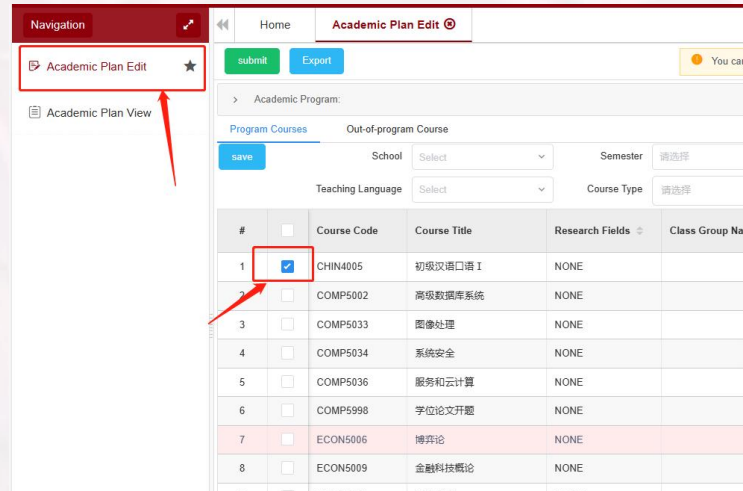 Navigation
Home
Academic Plan Edit
Academic Plan Edit
Academic Plan View
submit
Export
You can
Academic Program:
Program Courses
Out-of-program Course
save
School
Select
Semester
请选择
Teaching Language
Select
Course Type
请选择
# Course Code Course Title Research Fields Class Group Na
1 CHIN4005 初级汉语口语 I NONE
2 COMP5002 高级数据库系统 NONE
3 COMP5033 图像处理 NONE
4 COMP5034 系统安全 NONE
5 COMP5036 服务和云计算 NONE
6 COMP5998 学位论文开题 NONE
7 ECON5006 博弈论 NONE
8 ECON5009 金融科技概论 NONE